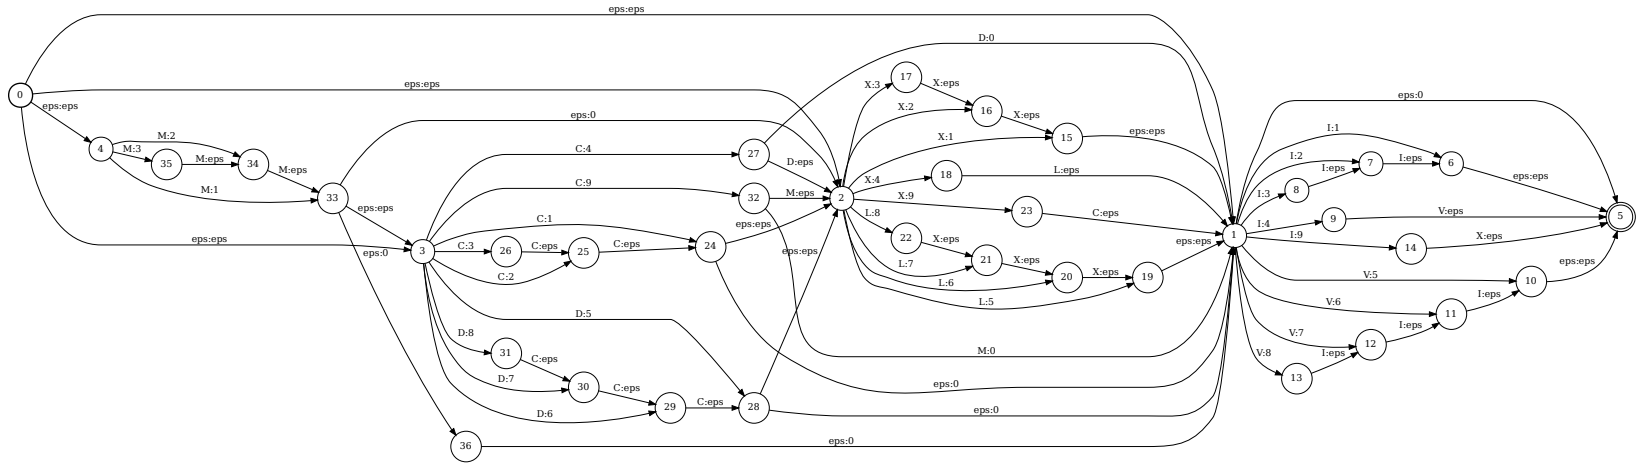 eps:eps
D:0
X:3
17
X:eps
eps:eps
0
eps:eps
X:2
16
eps:0
X:eps
I:1
eps:0
M:2
X:1
15
eps:eps
4
M:3
35
M:eps
34
M:eps
C:4
27
D:eps
I:2
7
I:eps
6
M:1
33
C:9
32
M:eps
X:4
18
L:eps
I:3
8
I:eps
eps:eps
2
X:9
23
C:eps
eps:eps
C:1
eps:eps
L:8
I:4
9
V:eps
5
eps:eps
eps:0
3
C:3
26
C:eps
25
C:eps
24
eps:eps
22
X:eps
eps:eps
1
I:9
14
X:eps
C:2
L:7
21
X:eps
20
X:eps
19
V:5
10
eps:eps
L:6
L:5
V:6
11
I:eps
D:5
D:8
31
C:eps
M:0
V:7
12
I:eps
V:8
13
I:eps
D:7
30
C:eps
eps:0
D:6
29
C:eps
28
eps:0
36
eps:0